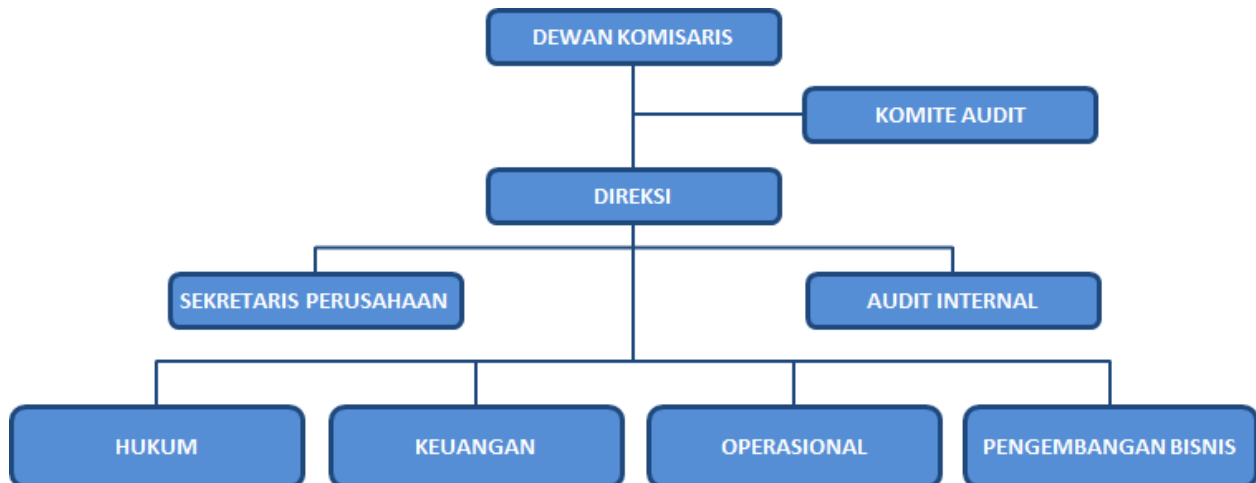 DEWAN KOMISARIS
KOMITE AUDIT
DIREKSI
SEKRETARIS PERUSAHAAN
AUDIT INTERNAL
HUKUM
KEUANGAN
OPERASIONAL
PENGEMBANGAN BISNIS